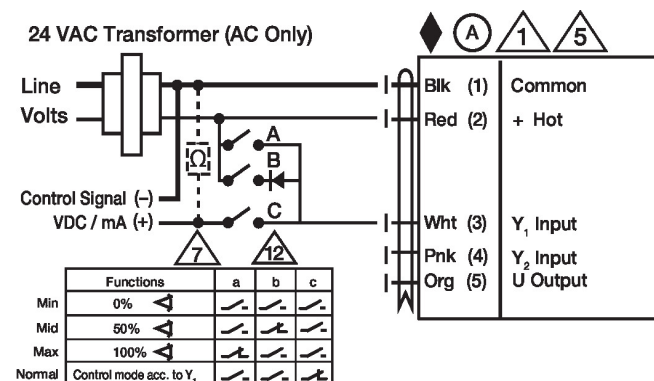 24 VAC Transformer (AC Only)
A 1 5
Line
Volts
Blk (1) Common
Red (2) + Hot
A
Ω
B
Control Signal (–)
VDC / mA (+)
C
Wht (3) Y1 Input
Pnk (4) Y2 Input
Org (5) U Output
7 12
Functions a b c
Min 0%
Mid 50%
Max 100%
Normal Control mode acc. to Y1